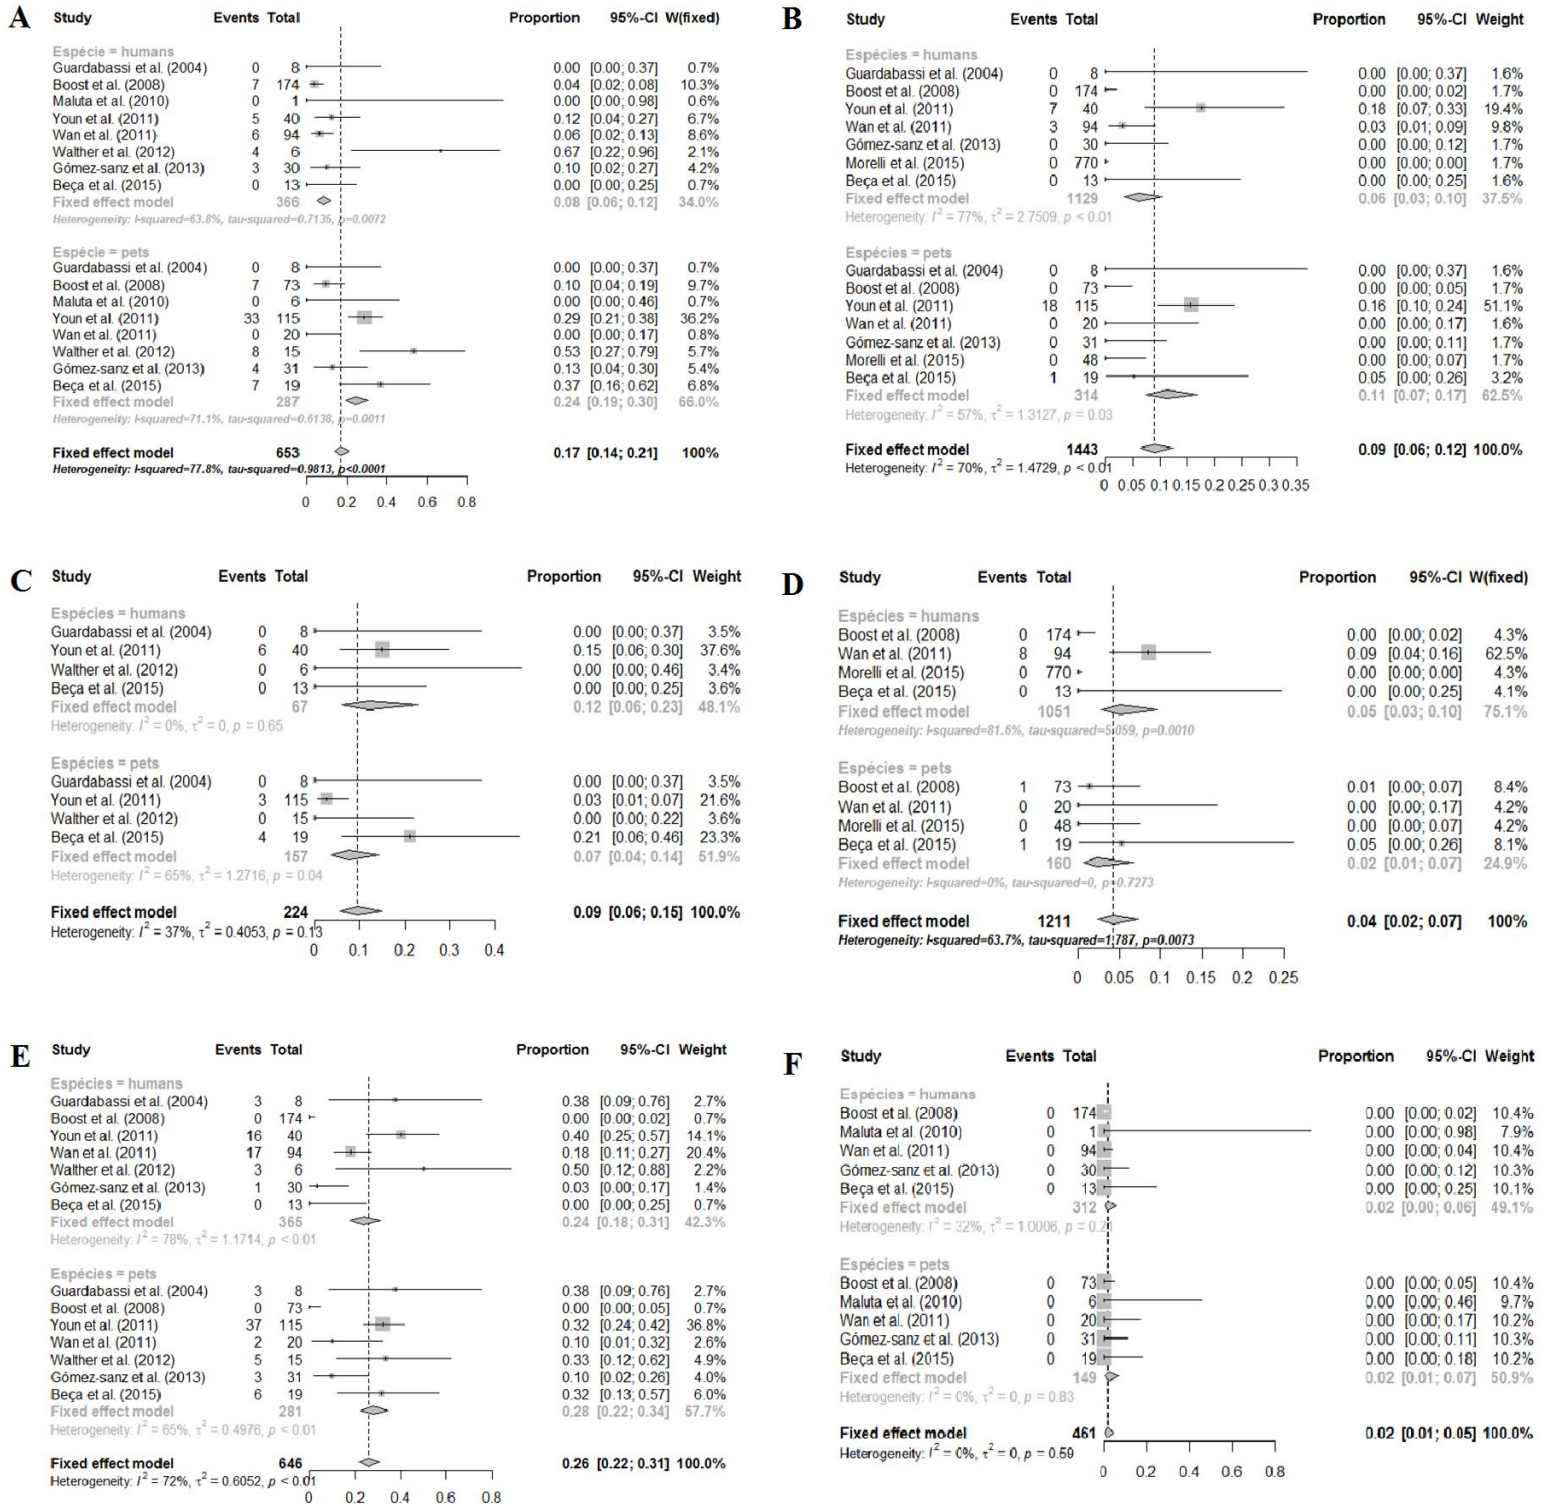 A
Study Events Total Proportion 95%-CI W(fixed)
Espécie = humans
Guardabassi et al. (2004) 0 8 0.00 [0.00; 0.37] 0.7%
Boost et al. (2008) 7 174 0.04 [0.02; 0.08] 10.3%
Maluta et al. (2010) 0 1 0.00 [0.00; 0.98] 0.6%
Youn et al. (2011) 5 40 0.12 [0.04; 0.27] 6.7%
Wan et al. (2011) 6 94 0.06 [0.02; 0.13] 8.6%
Walther et al. (2012) 4 6 0.67 [0.22; 0.96] 2.1%
Gómez-sanz et al. (2013) 3 30 0.10 [0.02; 0.27] 4.2%
Beça et al. (2015) 0 13 0.00 [0.00; 0.25] 0.7%
Fixed effect model 366 0.08 [0.06; 0.12] 34.0%
Heterogeneity: I-squared=63.8%, tau-squared=0.7135, p=0.0072
Espécie = pets
Guardabassi et al. (2004) 0 8 0.00 [0.00; 0.37] 0.7%
Boost et al. (2008) 7 73 0.10 [0.04; 0.19] 9.7%
Maluta et al. (2010) 0 6 0.00 [0.00; 0.46] 0.7%
Youn et al. (2011) 33 115 0.29 [0.21; 0.38] 36.2%
Wan et al. (2011) 0 20 0.00 [0.00; 0.17] 0.8%
Walther et al. (2012) 8 15 0.53 [0.27; 0.79] 5.7%
Gómez-sanz et al. (2013) 4 31 0.13 [0.04; 0.30] 5.4%
Beça et al. (2015) 7 19 0.37 [0.16; 0.62] 6.8%
Fixed effect model 287 0.24 [0.19; 0.30] 66.0%
Heterogeneity: I-squared=71.1%, tau-squared=0.6138, p=0.0011
Fixed effect model 653 0.17 [0.14; 0.21] 100%
Heterogeneity: I-squared=77.8%, tau-squared=0.9813, p<0.0001
0 0.2 0.4 0.6 0.8
B
Study Events Total Proportion 95%-CI Weight
Espécie = humans
Guardabassi et al. (2004) 0 8 0.00 [0.00; 0.37] 1.6%
Boost et al. (2008) 0 174 0.00 [0.00; 0.02] 1.7%
Youn et al. (2011) 7 40 0.18 [0.07; 0.33] 19.4%
Wan et al. (2011) 3 94 0.03 [0.01; 0.09] 9.8%
Gómez-sanz et al. (2013) 0 30 0.00 [0.00; 0.12] 1.7%
Morelli et al. (2015) 0 770 0.00 [0.00; 0.00] 1.7%
Beça et al. (2015) 0 13 0.00 [0.00; 0.25] 1.6%
Fixed effect model 1129 0.06 [0.03; 0.10] 37.5%
Heterogeneity: I² = 77%, τ² = 2.7509, p < 0.01
Espécie = pets
Guardabassi et al. (2004) 0 8 0.00 [0.00; 0.37] 1.6%
Boost et al. (2008) 0 73 0.00 [0.00; 0.05] 1.7%
Youn et al. (2011) 18 115 0.16 [0.10; 0.24] 51.1%
Wan et al. (2011) 0 20 0.00 [0.00; 0.17] 1.6%
Gómez-sanz et al. (2013) 0 31 0.00 [0.00; 0.11] 1.7%
Morelli et al. (2015) 0 48 0.00 [0.00; 0.07] 1.7%
Beça et al. (2015) 1 19 0.05 [0.00; 0.26] 3.2%
Fixed effect model 314 0.11 [0.07; 0.17] 62.5%
Heterogeneity: I² = 57%, τ² = 1.3127, p = 0.03
Fixed effect model 1443 0.09 [0.06; 0.12] 100.0%
Heterogeneity: I² = 70%, τ² = 1.4729, p < 0.01
0 0.05 0.1 0.15 0.2 0.25 0.3 0.35
C
Study Events Total Proportion 95%-CI Weight
Espécies = humans
Guardabassi et al. (2004) 0 8 0.00 [0.00; 0.37] 3.5%
Youn et al. (2011) 6 40 0.15 [0.06; 0.30] 37.6%
Walther et al. (2012) 0 6 0.00 [0.00; 0.46] 3.4%
Beça et al. (2015) 0 13 0.00 [0.00; 0.25] 3.6%
Fixed effect model 67 0.12 [0.06; 0.23] 48.1%
Heterogeneity: I² = 0%, τ² = 0, p = 0.65
Espécies = pets
Guardabassi et al. (2004) 0 8 0.00 [0.00; 0.37] 3.5%
Youn et al. (2011) 3 115 0.03 [0.01; 0.07] 21.6%
Walther et al. (2012) 0 15 0.00 [0.00; 0.22] 3.6%
Beça et al. (2015) 4 19 0.21 [0.06; 0.46] 23.3%
Fixed effect model 157 0.07 [0.04; 0.14] 51.9%
Heterogeneity: I² = 65%, τ² = 1.2716, p = 0.04
Fixed effect model 224 0.09 [0.06; 0.15] 100.0%
Heterogeneity: I² = 37%, τ² = 0.4053, p = 0.13
0.1 0.2 0.3 0.4
D
Study Events Total Proportion 95%-CI W(fixed)
Espécies = humans
Boost et al. (2008) 0 174 0.00 [0.00; 0.02] 4.3%
Wan et al. (2011) 8 94 0.09 [0.04; 0.16] 62.5%
Morelli et al. (2015) 0 770 0.00 [0.00; 0.00] 4.3%
Beça et al. (2015) 0 13 0.00 [0.00; 0.25] 4.1%
Fixed effect model 1051 0.05 [0.03; 0.10] 75.1%
Heterogeneity: I-squared=81.6%, tau-squared=5.059, p=0.0010
Espécies = pets
Boost et al. (2008) 1 73 0.01 [0.00; 0.07] 8.4%
Wan et al. (2011) 0 20 0.00 [0.00; 0.17] 4.2%
Morelli et al. (2015) 0 48 0.00 [0.00; 0.07] 4.2%
Beça et al. (2015) 1 19 0.05 [0.00; 0.26] 8.1%
Fixed effect model 160 0.02 [0.01; 0.07] 24.9%
Heterogeneity: I-squared=0%, tau-squared=0, p=0.7273
Fixed effect model 1211 0.04 [0.02; 0.07] 100%
Heterogeneity: I-squared=63.7%, tau-squared=1.787, p=0.0073
0 0.05 0.1 0.15 0.2 0.25
E
Study Events Total Proportion 95%-CI Weight
Espécies = humans
Guardabassi et al. (2004) 3 8 0.38 [0.09; 0.76] 2.7%
Boost et al. (2008) 0 174 0.00 [0.00; 0.02] 0.7%
Youn et al. (2011) 16 40 0.40 [0.25; 0.57] 14.1%
Wan et al. (2011) 17 94 0.18 [0.11; 0.27] 20.4%
Walther et al. (2012) 3 6 0.50 [0.12; 0.88] 2.2%
Gómez-sanz et al. (2013) 1 30 0.03 [0.00; 0.17] 1.4%
Beça et al. (2015) 0 13 0.00 [0.00; 0.25] 0.7%
Fixed effect model 365 0.24 [0.18; 0.31] 42.3%
Heterogeneity: I² = 78%, τ² = 1.1714, p < 0.01
Espécies = pets
Guardabassi et al. (2004) 3 8 0.38 [0.09; 0.76] 2.7%
Boost et al. (2008) 0 73 0.00 [0.00; 0.05] 0.7%
Youn et al. (2011) 37 115 0.32 [0.24; 0.42] 36.8%
Wan et al. (2011) 2 20 0.10 [0.01; 0.32] 2.6%
Walther et al. (2012) 5 15 0.33 [0.12; 0.62] 4.9%
Gómez-sanz et al. (2013) 3 31 0.10 [0.02; 0.26] 4.0%
Beça et al. (2015) 6 19 0.32 [0.13; 0.57] 6.0%
Fixed effect model 281 0.28 [0.22; 0.34] 57.7%
Heterogeneity: I² = 65%, τ² = 0.4976, p < 0.01
Fixed effect model 646 0.26 [0.22; 0.31] 100.0%
Heterogeneity: I² = 72%, τ² = 0.6052, p < 0.01
0 0.2 0.4 0.6 0.8
F
Study Events Total Proportion 95%-CI Weight
Espécies = humans
Boost et al. (2008) 0 174 0.00 [0.00; 0.02] 10.4%
Maluta et al. (2010) 0 1 0.00 [0.00; 0.98] 7.9%
Wan et al. (2011) 0 94 0.00 [0.00; 0.04] 10.4%
Gómez-sanz et al. (2013) 0 30 0.00 [0.00; 0.12] 10.3%
Beça et al. (2015) 0 13 0.00 [0.00; 0.25] 10.1%
Fixed effect model 312 0.02 [0.00; 0.06] 49.1%
Heterogeneity: I² = 32%, τ² = 1.0006, p = 0.21
Espécies = pets
Boost et al. (2008) 0 73 0.00 [0.00; 0.05] 10.4%
Maluta et al. (2010) 0 6 0.00 [0.00; 0.46] 9.7%
Wan et al. (2011) 0 20 0.00 [0.00; 0.17] 10.2%
Gómez-sanz et al. (2013) 0 31 0.00 [0.00; 0.11] 10.3%
Beça et al. (2015) 0 19 0.00 [0.00; 0.18] 10.2%
Fixed effect model 149 0.02 [0.01; 0.07] 50.9%
Heterogeneity: I² = 0%, τ² = 0, p = 0.83
Fixed effect model 461 0.02 [0.01; 0.05] 100.0%
Heterogeneity: I² = 0%, τ² = 0, p = 0.59
0 0.2 0.4 0.6 0.8